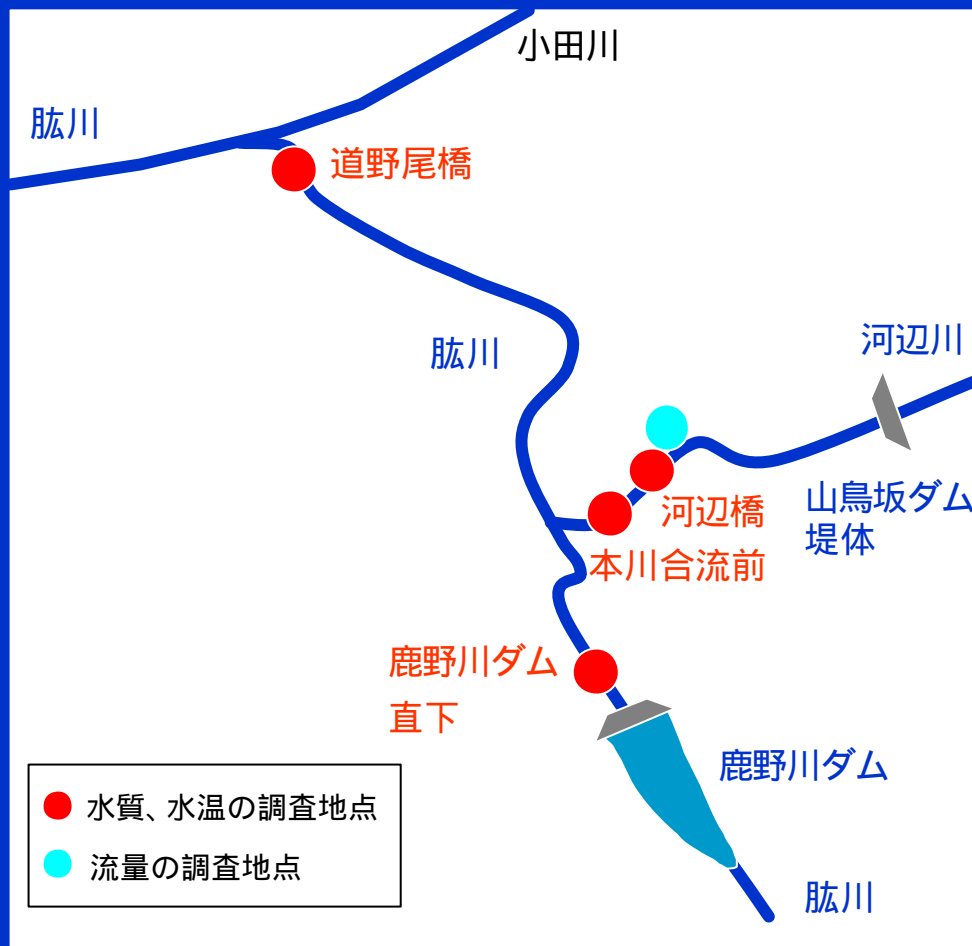 小田川
肱川
道野尾橋
河辺川
肱川
河辺橋
山鳥坂ダム
堤体
本川合流前
鹿野川ダム
直下
鹿野川ダム
水質、水温の調査地点
流量の調査地点
肱川